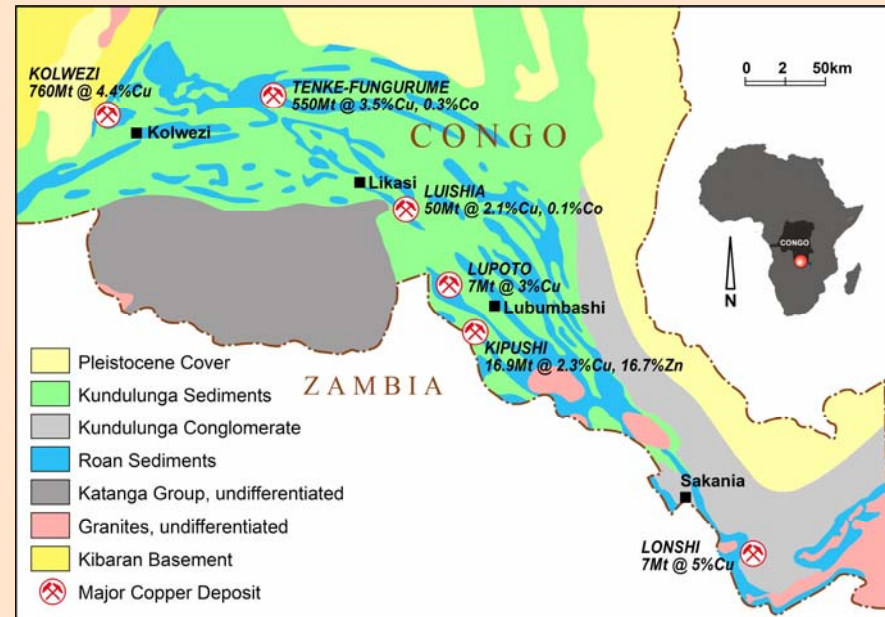 KOLWEZI
760Mt @ 4.4%Cu
Kolwezi
TENKE-FUNGURUME
550Mt @ 3.5%Cu, 0.3%Co
0 2 50km
CONGO
Likasi
LUISHIA
50Mt @ 2.1%Cu, 0.1%Co
CONGO
N
LUPOTO
7Mt @ 3%Cu
Lubumbashi
KIPUSHI
16.9Mt @ 2.3%Cu, 16.7%Zn
ZAMBIA
Sakania
LONSHI
7Mt @ 5%Cu
Pleistocene Cover
Kundulunga Sediments
Kundulunga Conglomerate
Roan Sediments
Katanga Group, undifferentiated
Granites, undifferentiated
Kibaran Basement
Major Copper Deposit